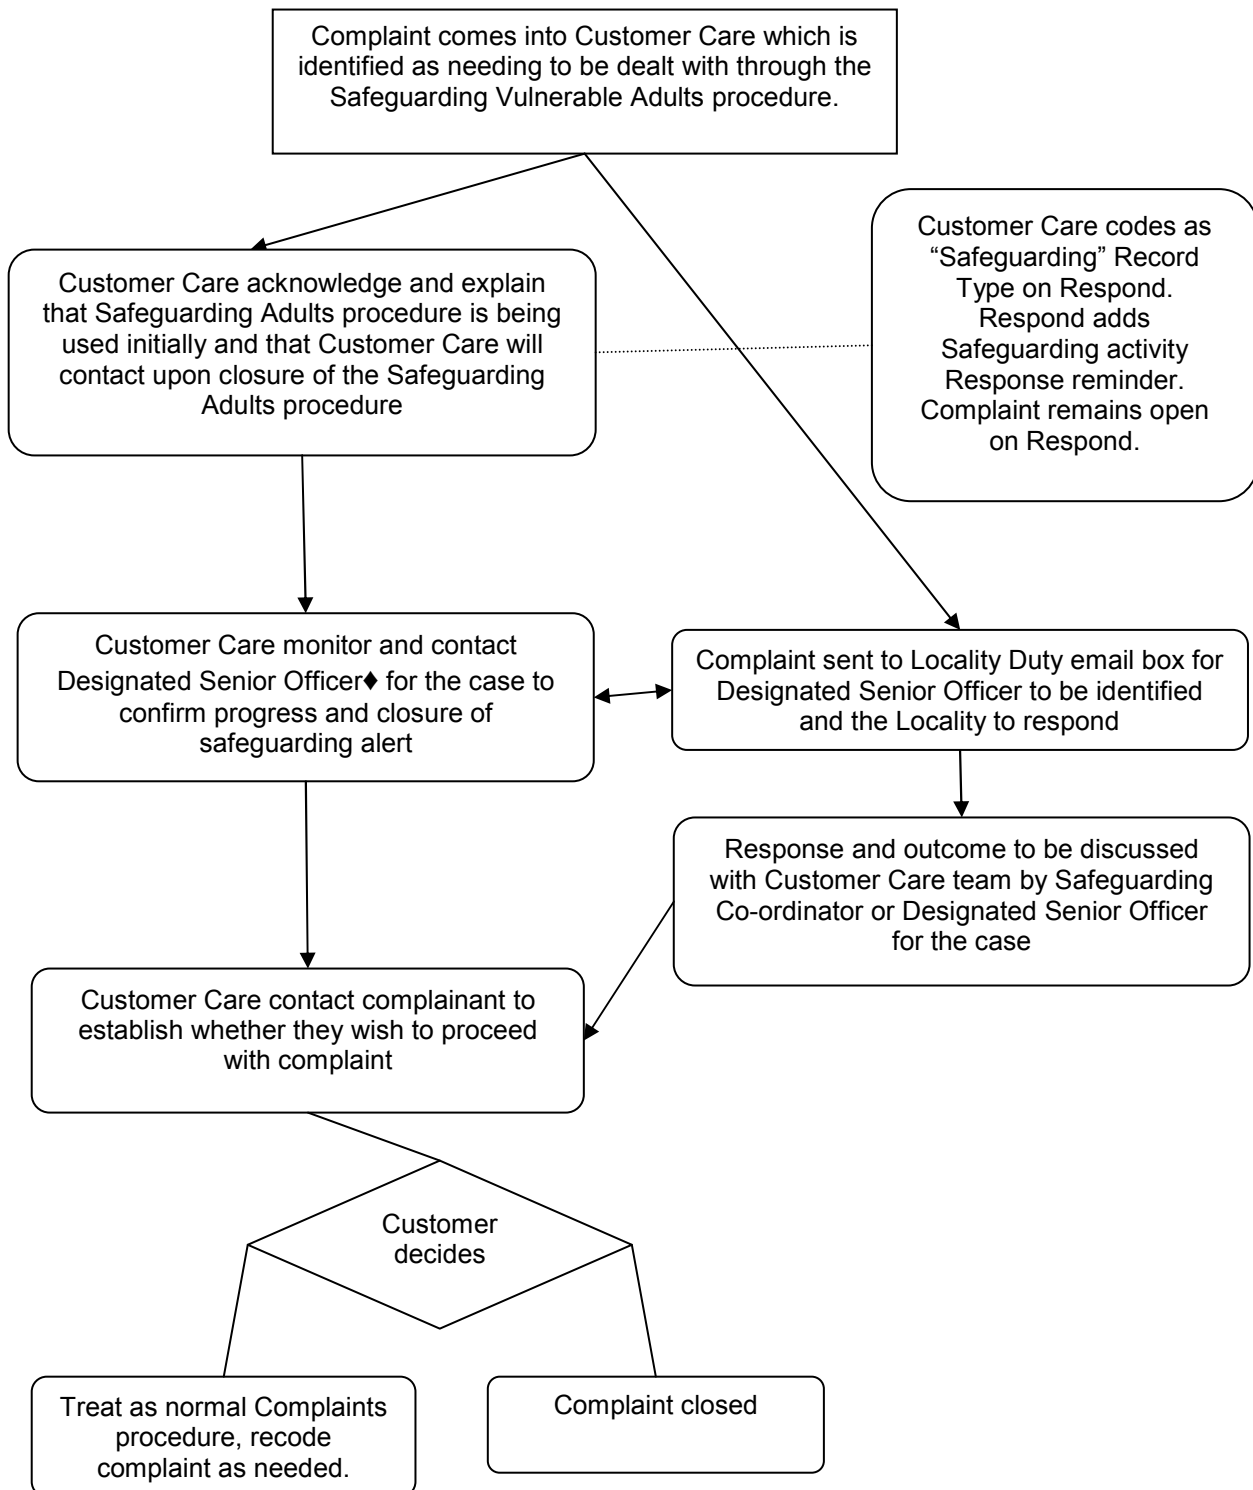 Complaint comes into Customer Care which is
identified as needing to be dealt with through the
Safeguarding Vulnerable Adults procedure.
Customer Care codes as
“Safeguarding” Record
Type on Respond.
Respond adds
Safeguarding activity
Response reminder.
Complaint remains open
on Respond.
Customer Care acknowledge and explain
that Safeguarding Adults procedure is being
used initially and that Customer Care will
contact upon closure of the Safeguarding
Adults procedure
Customer Care monitor and contact
Designated Senior Officer♦ for the case to
confirm progress and closure of
safeguarding alert
Complaint sent to Locality Duty email box for
Designated Senior Officer to be identified
and the Locality to respond
Response and outcome to be discussed
with Customer Care team by Safeguarding
Co-ordinator or Designated Senior Officer
for the case
Customer Care contact complainant to
establish whether they wish to proceed
with complaint
Customer
decides
Treat as normal Complaints
procedure, recode
complaint as needed.
Complaint closed